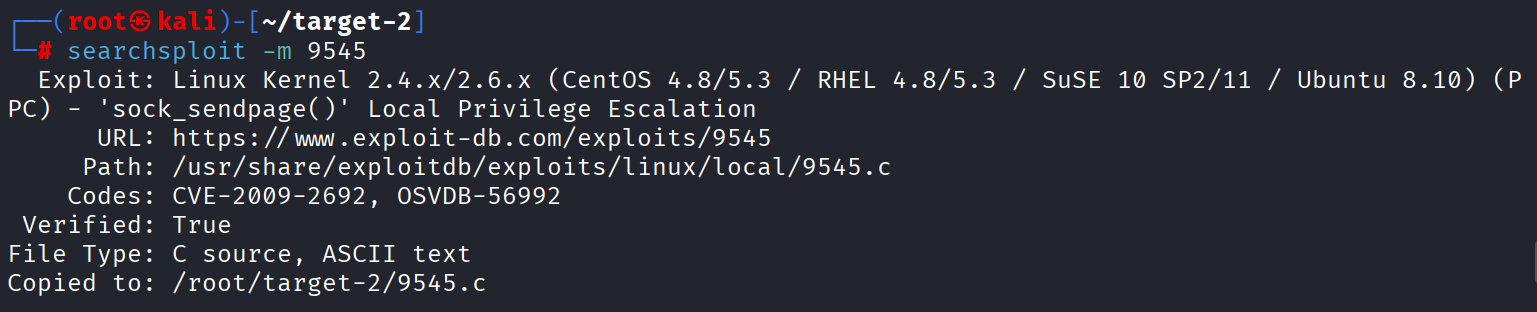 ┌──(root㉿kali)-[~/target-2]
└─# searchsploit -m 9545
  Exploit: Linux Kernel 2.4.x/2.6.x (CentOS 4.8/5.3 / RHEL 4.8/5.3 / SuSE 10 SP2/11 / Ubuntu 8.10) (P
PC) - 'sock_sendpage()' Local Privilege Escalation
      URL: https://www.exploit-db.com/exploits/9545
     Path: /usr/share/exploitdb/exploits/linux/local/9545.c
    Codes: CVE-2009-2692, OSVDB-56992
 Verified: True
File Type: C source, ASCII text
Copied to: /root/target-2/9545.c